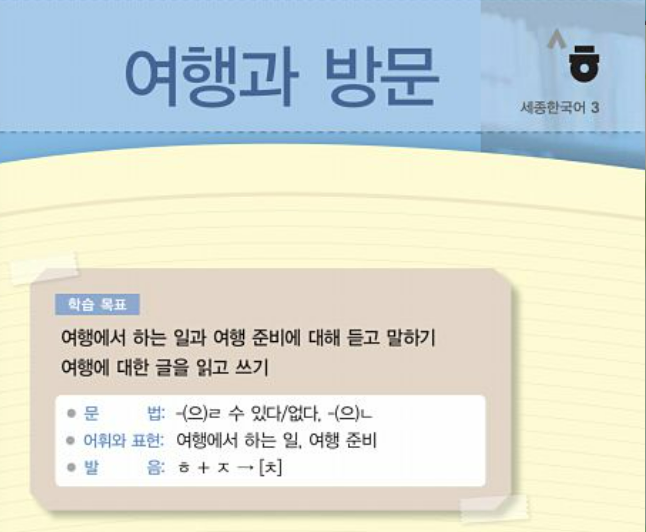 여행과 방문
세종한국어 3
학습 목표
여행에서 하는 일과 여행 준비에 대해 듣고 말하기
여행에 대한 글을 읽고 쓰기
문 법: -(으)ㄹ 수 있다/없다, -(으)ㄴ
어휘와 표현: 여행에서 하는 일, 여행 준비
발 음: ㅎ + ㅈ → [ㅊ]